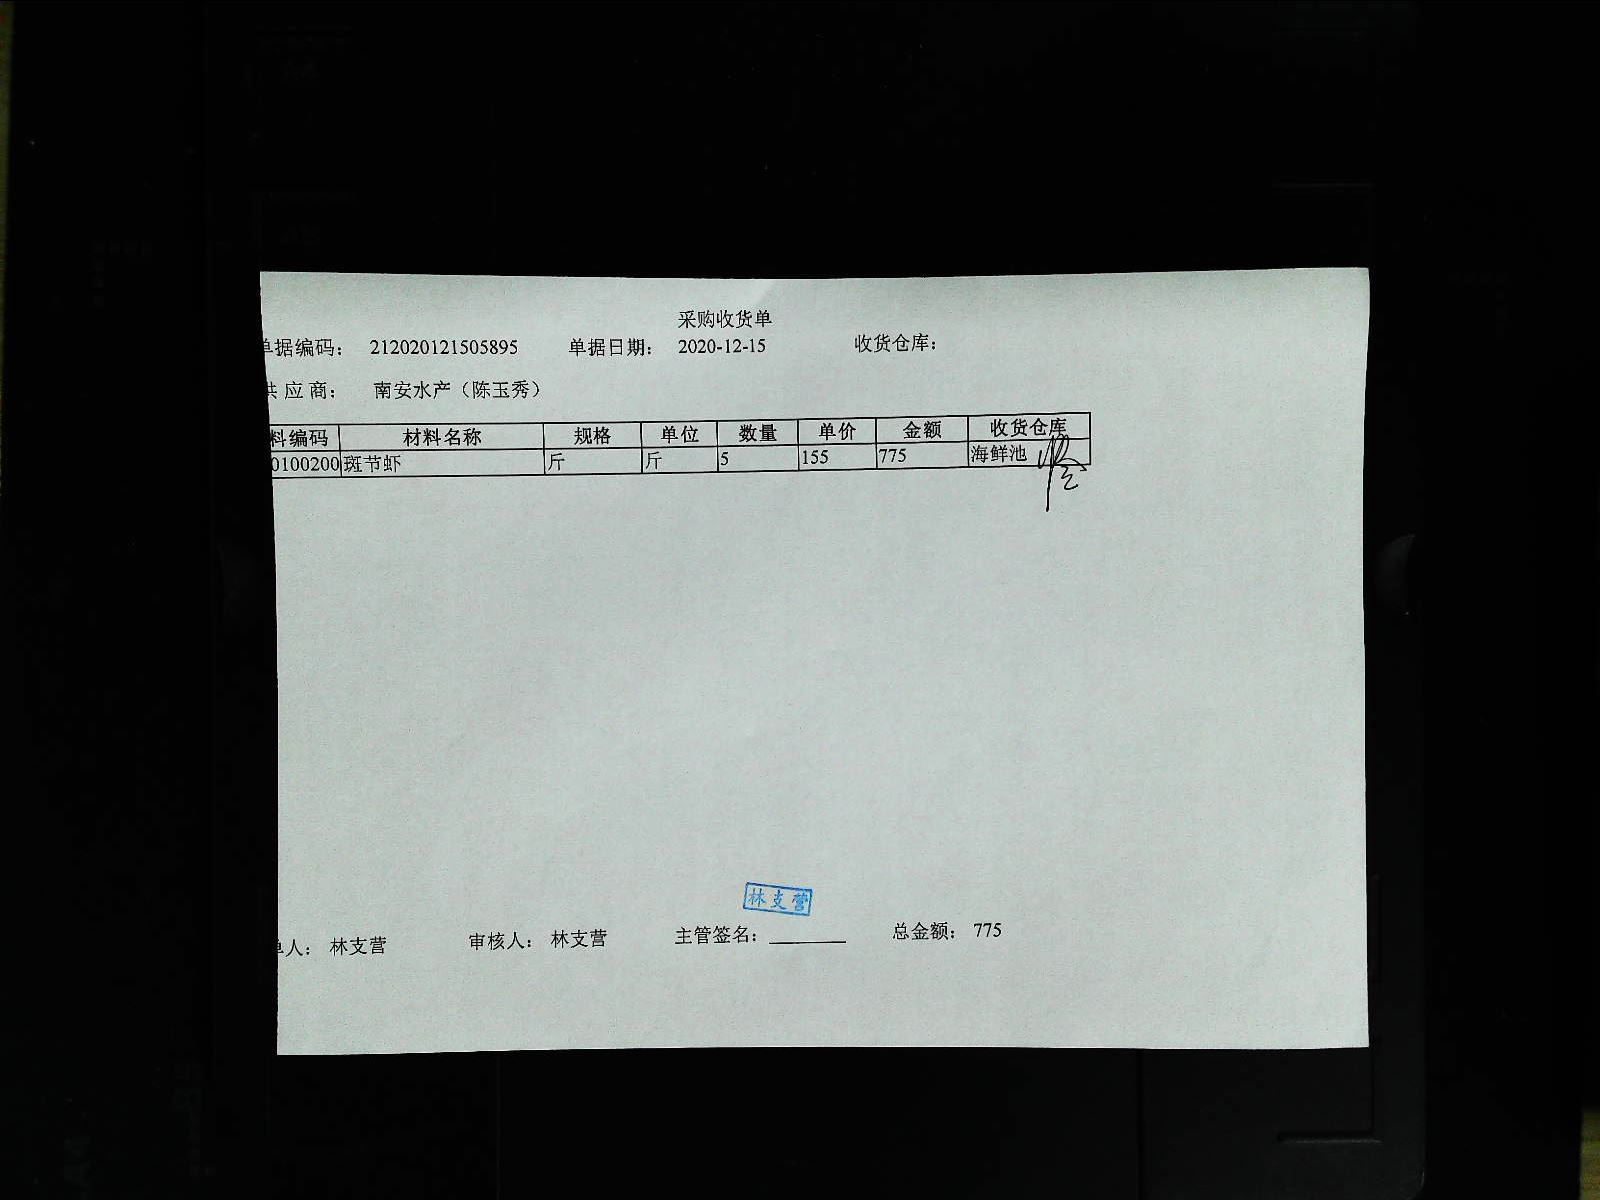 采购收货单
单据编码： 212020121505895 单据日期： 2020-12-15 收货仓库：
供 应 商： 南安水产（陈玉秀）
料编码 材料名称 规格 单位 数量 单价 金额 收货仓库
0100200 斑节虾 斤 斤 5 155 775 海鲜池
林支营
单人： 林支营 审核人： 林支营 主管签名： 总金额： 775